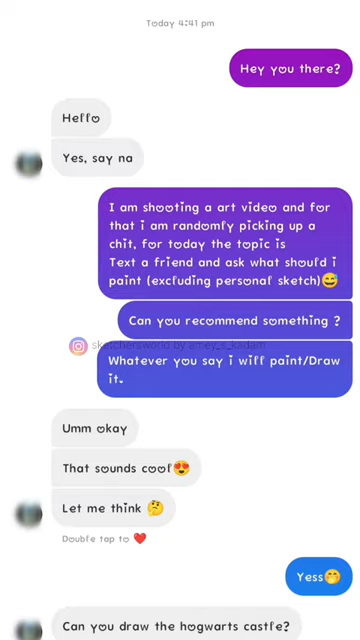 Today 4:41 pm
Hey you there?
Hello
Yes, say na
I am shooting a art video and for
that i am randomly picking up a
chit, for today the topic is
Text a friend and ask what should i
paint (excluding personal sketch)😅
Can you recommend something ?
sketchersworld by amey_s_kadam
Whatever you say i will paint/Draw
it.
Umm okay
That sounds cool😍
Let me think 🤔
Double tap to ❤️
Yess🤭
Can you draw the hogwarts castle?